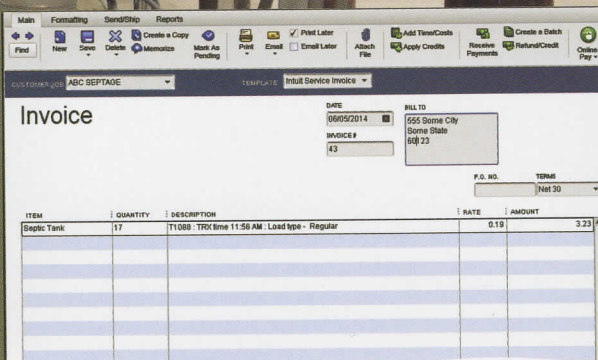 Main Formatting Send/Ship Reports
Find New Save Delete Create a Copy Memorize Mark As Pending Print Email Print Later Email Later Attach File Add Time/Costs Apply Credits Receive Payments Create a Batch Refund/Credit Online Pay
CUSTOMER:JOB ABC SEPTAGE TEMPLATE Intuit Service Invoice
Invoice
DATE BILL TO
06/05/2014 555 Some City
Some State
INVOICE # 60123
43
P.O. NO. TERMS
Net 30
ITEM QUANTITY DESCRIPTION RATE AMOUNT
Septic Tank 17 T1088 : TRX time 11:56 AM : Load type - Regular 0.19 3.23